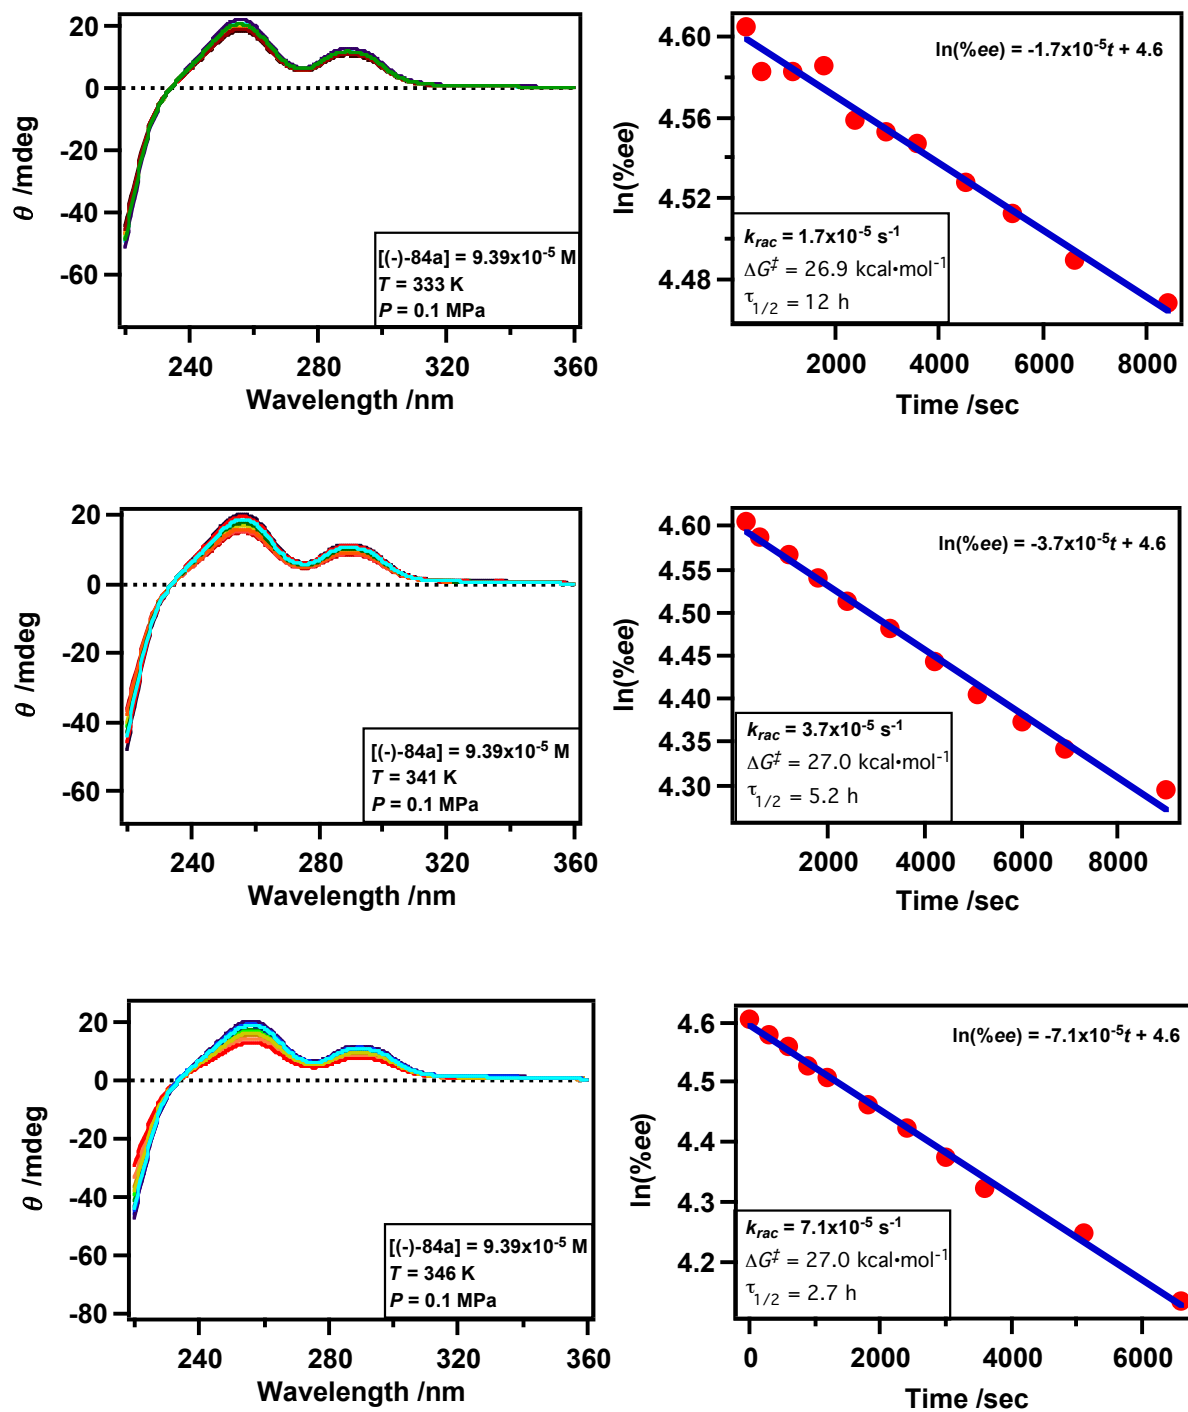 20
0
-20
-40
-60
θ /mdeg
[(-)-84a] = 9.39x10⁻⁵ M
T = 333 K
P = 0.1 MPa
240 280 320 360
Wavelength /nm
4.60
4.56
4.52
4.48
ln(%ee)
ln(%ee) = -1.7x10⁻⁵t + 4.6
k_rac = 1.7x10⁻⁵ s⁻¹
ΔG‡ = 26.9 kcal•mol⁻¹
τ₁/₂ = 12 h
2000 4000 6000 8000
Time /sec
20
0
-20
-40
-60
θ /mdeg
[(-)-84a] = 9.39x10⁻⁵ M
T = 341 K
P = 0.1 MPa
240 280 320 360
Wavelength /nm
4.60
4.55
4.50
4.45
4.40
4.35
4.30
ln(%ee)
ln(%ee) = -3.7x10⁻⁵t + 4.6
k_rac = 3.7x10⁻⁵ s⁻¹
ΔG‡ = 27.0 kcal•mol⁻¹
τ₁/₂ = 5.2 h
2000 4000 6000 8000
Time /sec
20
0
-20
-40
-60
-80
θ /mdeg
[(-)-84a] = 9.39x10⁻⁵ M
T = 346 K
P = 0.1 MPa
240 280 320 360
Wavelength /nm
4.6
4.5
4.4
4.3
4.2
ln(%ee)
ln(%ee) = -7.1x10⁻⁵t + 4.6
k_rac = 7.1x10⁻⁵ s⁻¹
ΔG‡ = 27.0 kcal•mol⁻¹
τ₁/₂ = 2.7 h
0 2000 4000 6000
Time /sec